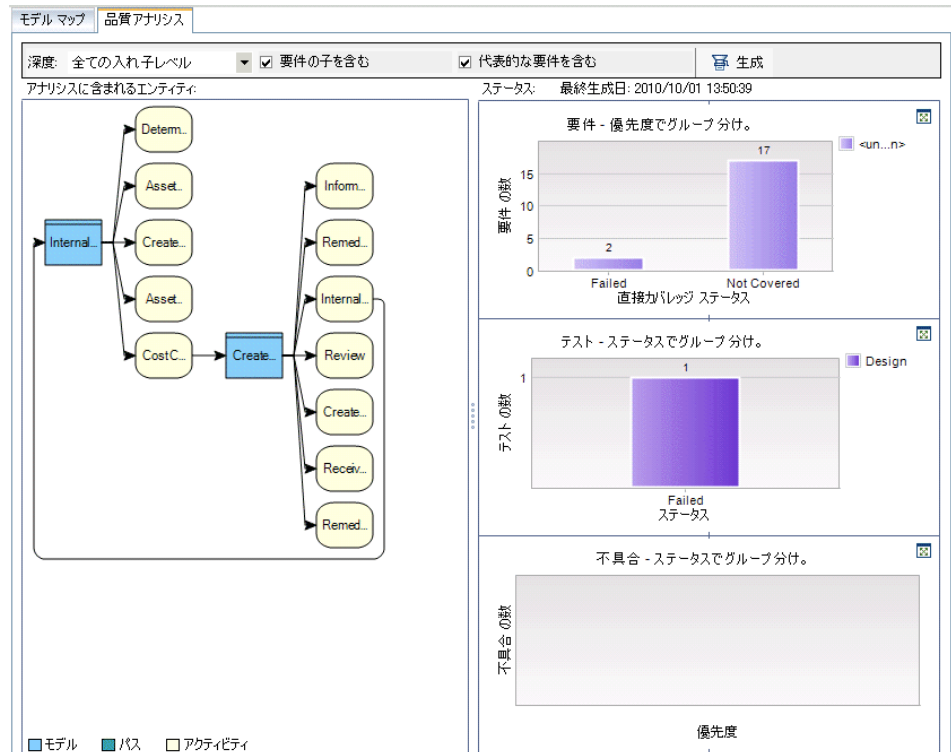 モデル マップ 品質アナリシス
深度: 全ての入れ子レベル 要件の子を含む 代表的な要件を含む 生成
アナリシスに含まれるエンティティ:
Determ...
Asset...
Internal...
Create...
Asset...
Cost C...
Create...
Inform...
Remed...
Internal...
Review
Create...
Receiv...
Remed...
モデル パス アクティビティ
ステータス: 最終生成日: 2010/10/01 13:50:39
要件 - 優先度でグループ分け。
<un...n>
要件 の数
15
10
5
0
2
17
Failed Not Covered
直接カバレッジ ステータス
テスト - ステータスでグループ分け。
Design
テスト の数
1
1
Failed
ステータス
不具合 - ステータスでグループ分け。
不具合 の数
優先度